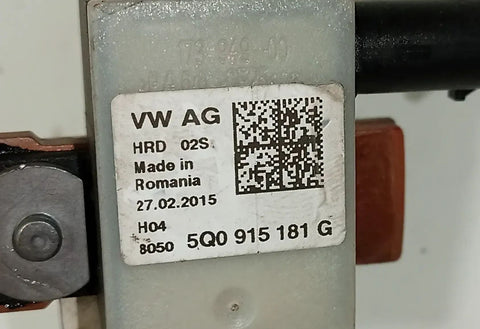 VW AG
HRD 02S
Made in
Romania
27.02.2015
H04
8050 5Q0 915 181 G